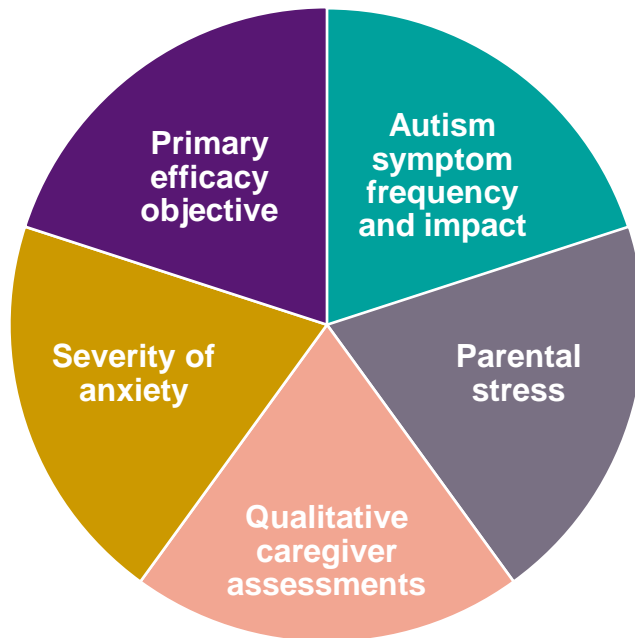 Primary
efficacy
objective
Autism
symptom
frequency
and impact
Severity of
anxiety
Parental
stress
Qualitative
caregiver
assessments